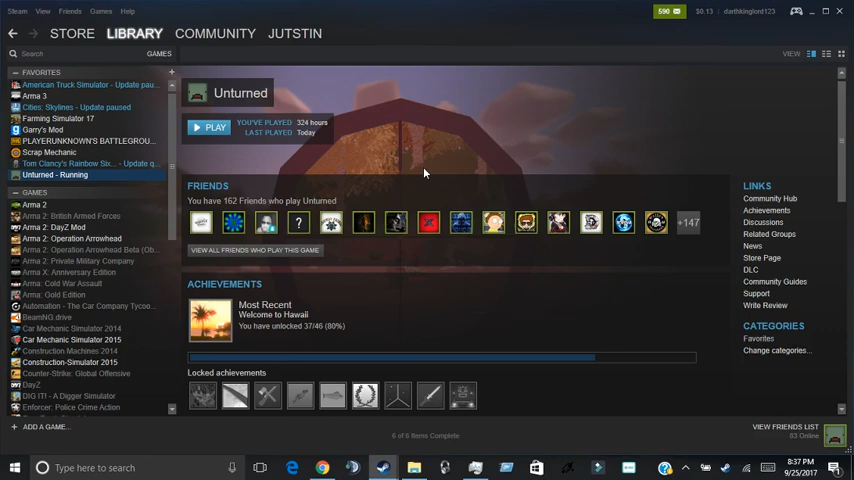 Steam View Friends Games Help
590 $0.13 darthkinglord123
STORE LIBRARY COMMUNITY JUTSTIN
Search GAMES VIEW
FAVORITES
American Truck Simulator - Update pau...
Arma 3
Cities: Skylines - Update paused
Farming Simulator 17
Garry's Mod
PLAYERUNKNOWN'S BATTLEGROU...
Scrap Mechanic
Tom Clancy's Rainbow Six... - Update q...
Unturned - Running
GAMES
Arma 2
Arma 2: British Armed Forces
Arma 2: DayZ Mod
Arma 2: Operation Arrowhead
Arma 2: Operation Arrowhead Beta (Ob...
Arma 2: Private Military Company
Arma X: Anniversary Edition
Arma: Cold War Assault
Arma: Gold Edition
Automation - The Car Company Tycoo...
BeamNG.drive
Car Mechanic Simulator 2014
Car Mechanic Simulator 2015
Construction Machines 2014
Construction-Simulator 2015
Counter-Strike: Global Offensive
DayZ
DIG IT! - A Digger Simulator
Enforcer: Police Crime Action
+ ADD A GAME...
Unturned
PLAY
YOU'VE PLAYED 324 hours
LAST PLAYED Today
FRIENDS
You have 162 Friends who play Unturned
+147
VIEW ALL FRIENDS WHO PLAY THIS GAME
ACHIEVEMENTS
Most Recent
Welcome to Hawaii
You have unlocked 37/46 (80%)
Locked achievements
LINKS
Community Hub
Achievements
Discussions
Related Groups
News
Store Page
DLC
Community Guides
Support
Write Review
CATEGORIES
Favorites
Change categories...
6 of 6 Items Complete
VIEW FRIENDS LIST
83 Online
Type here to search
8:37 PM
9/25/2017